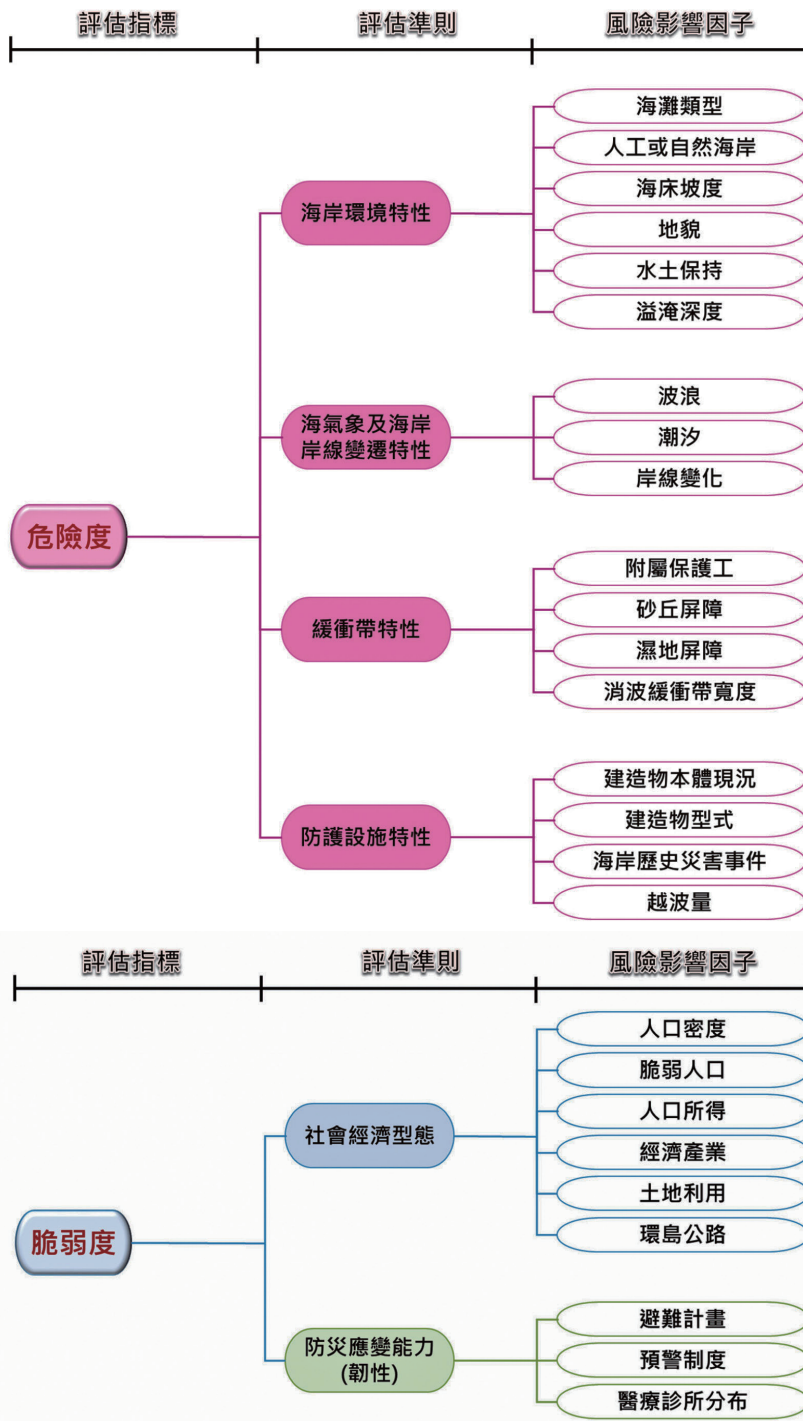 評估指標
評估準則
風險影響因子
危險度
海岸環境特性
海灘類型
人工或自然海岸
海床坡度
地貌
水土保持
溢淹深度
海氣象及海岸
岸線變遷特性
波浪
潮汐
岸線變化
緩衝帶特性
附屬保護工
砂丘屏障
濕地屏障
消波緩衝帶寬度
防護設施特性
建造物本體現況
建造物型式
海岸歷史災害事件
越波量
評估指標
評估準則
風險影響因子
脆弱度
社會經濟型態
人口密度
脆弱人口
人口所得
經濟產業
土地利用
環島公路
防災應變能力
(韌性)
避難計畫
預警制度
醫療診所分布